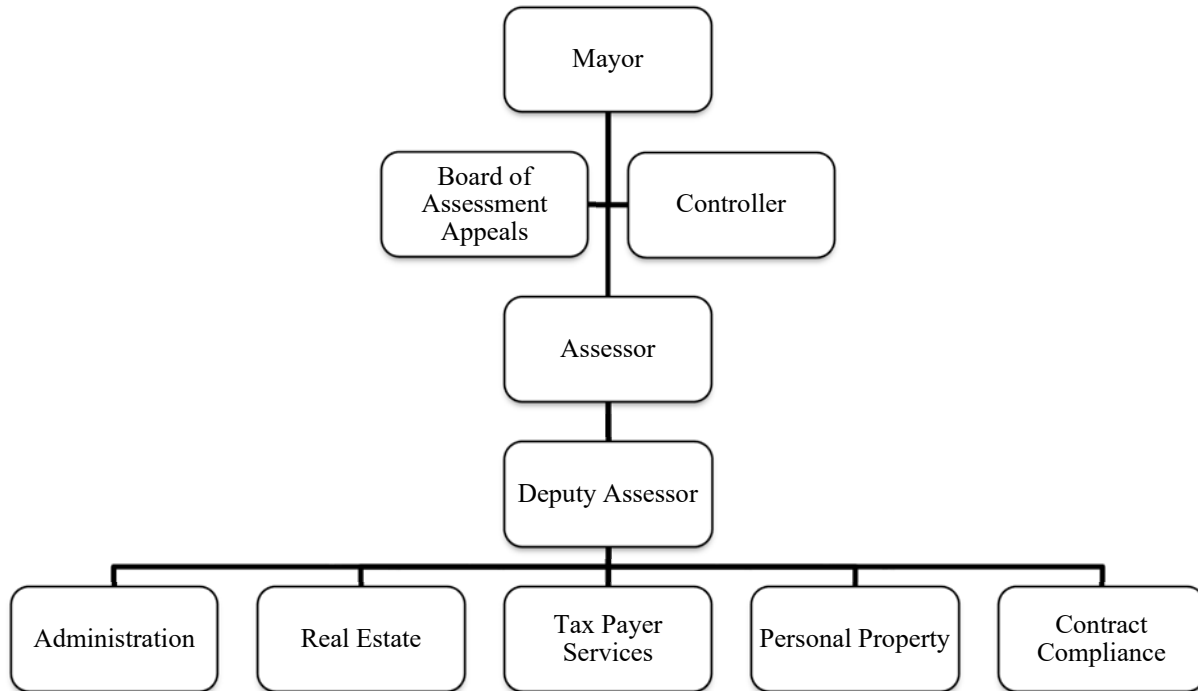 Mayor
Board of
Assessment
Appeals
Controller
Assessor
Deputy Assessor
Administration
Real Estate
Tax Payer
Services
Personal Property
Contract
Compliance